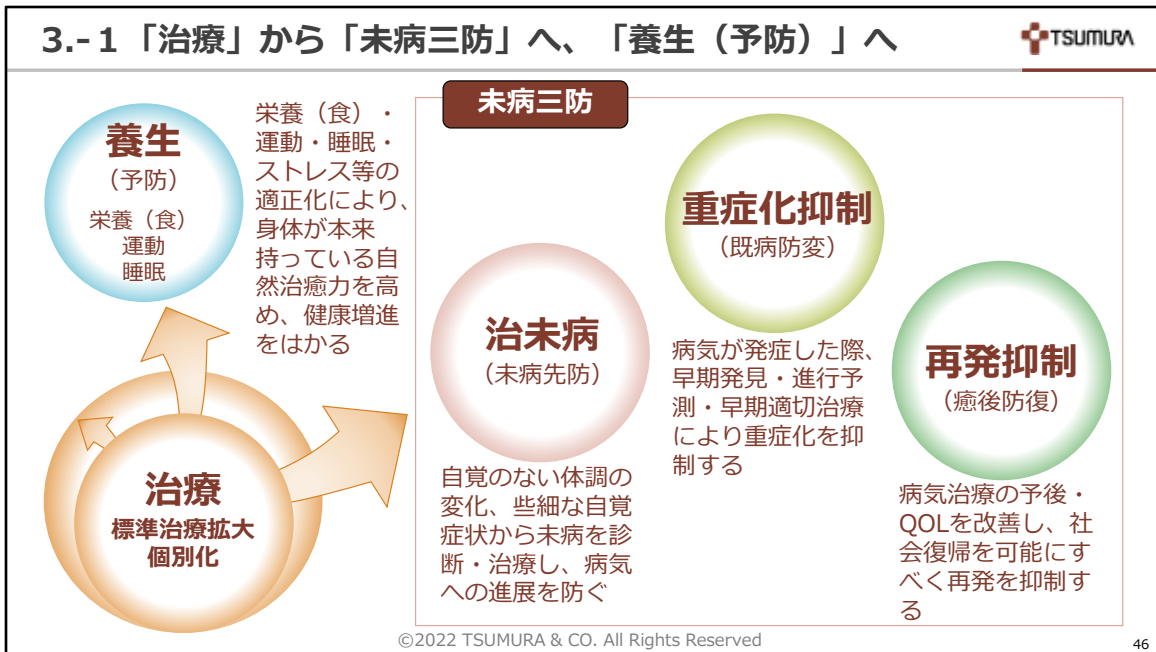 3.-1「治療」から「未病三防」へ、「養生（予防）」へ
TSUMURA
養生
（予防）
栄養（食）
運動
睡眠
栄養（食）・
運動・睡眠・
ストレス等の
適正化により、
身体が本来
持っている自
然治癒力を高
め、健康増進
をはかる
治療
標準治療拡大
個別化
未病三防
治未病
（未病先防）
自覚のない体調の
変化、些細な自覚
症状から未病を診
断・治療し、病気
への進展を防ぐ
重症化抑制
（既病防変）
病気が発症した際、
早期発見・進行予
測・早期適切治療
により重症化を抑
制する
再発抑制
（癒後防復）
病気治療の予後・
QOLを改善し、社
会復帰を可能にす
べく再発を抑制す
る
©2022 TSUMURA & CO. All Rights Reserved
46